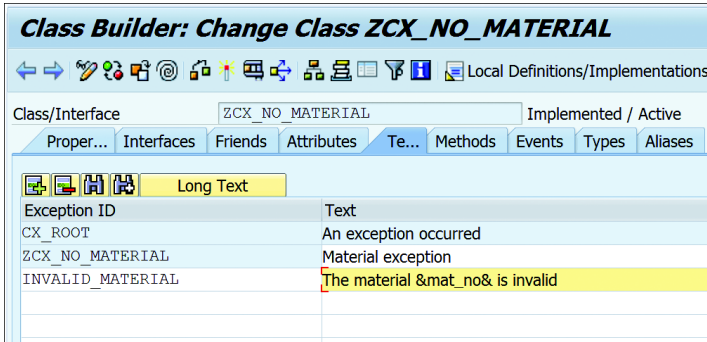 Class Builder: Change Class ZCX_NO_MATERIAL
Local Definitions/Implementations
Class/Interface ZCX_NO_MATERIAL Implemented / Active
Proper... Interfaces Friends Attributes Te... Methods Events Types Aliases
Long Text
Exception ID Text
CX_ROOT An exception occurred
ZCX_NO_MATERIAL Material exception
INVALID_MATERIAL The material &mat_no& is invalid